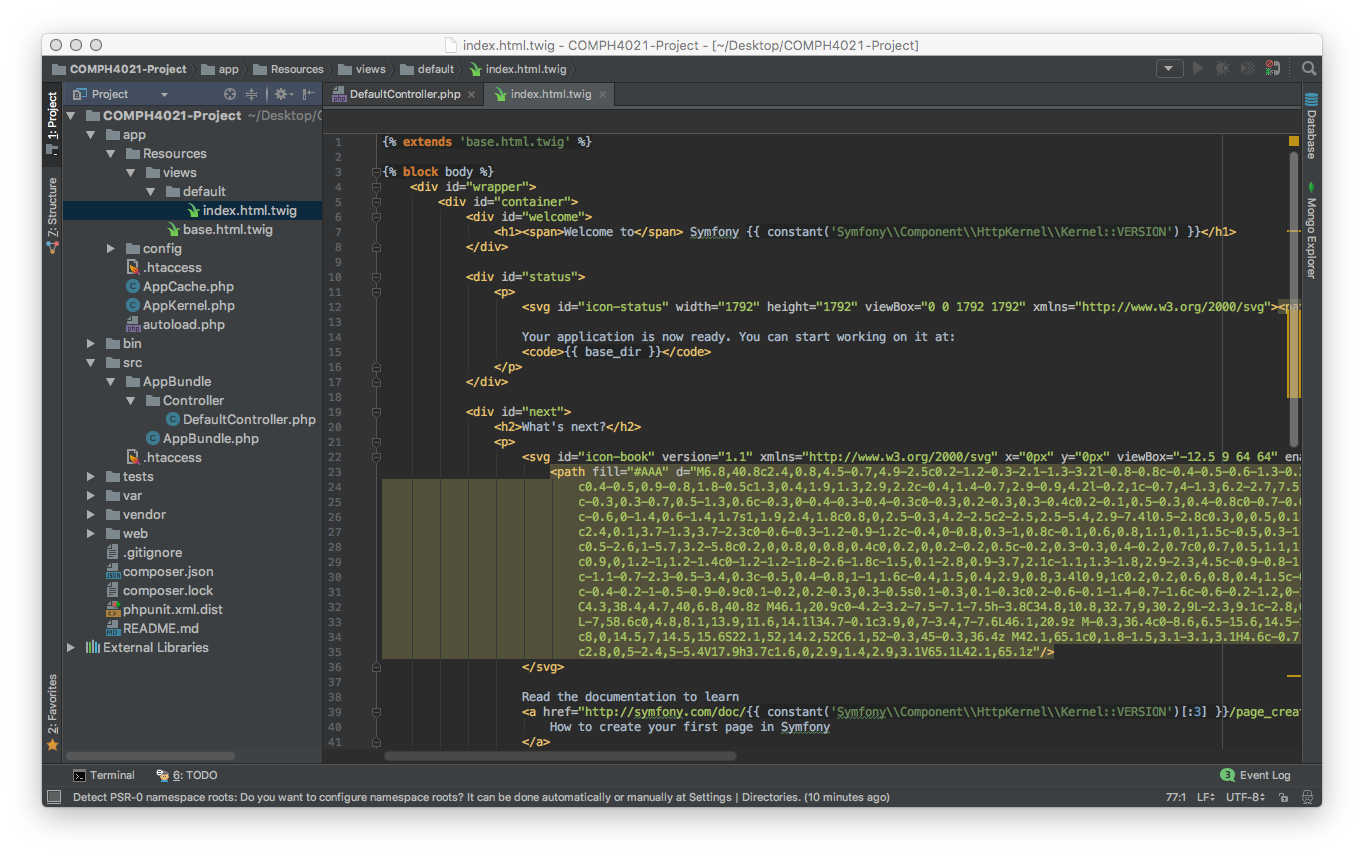 index.html.twig - COMPH4021-Project - [~/Desktop/COMPH4021-Project]
COMPH4021-Project app Resources views default index.html.twig
Project
DefaultController.php index.html.twig
1: Project
Z: Structure
2: Favorites
COMPH4021-Project ~/Desktop/C
app
Resources
views
default
index.html.twig
base.html.twig
config
.htaccess
AppCache.php
AppKernel.php
autoload.php
bin
src
AppBundle
Controller
DefaultController.php
AppBundle.php
.htaccess
tests
var
vendor
web
.gitignore
composer.json
composer.lock
phpunit.xml.dist
README.md
External Libraries
1 {% extends 'base.html.twig' %}
2
3 {% block body %}
4 <div id="wrapper">
5 <div id="container">
6 <div id="welcome">
7 <h1><span>Welcome to</span> Symfony {{ constant('Symfony\\Component\\HttpKernel\\Kernel::VERSION') }}</h1>
8 </div>
9
10 <div id="status">
11 <p>
12 <svg id="icon-status" width="1792" height="1792" viewBox="0 0 1792 1792" xmlns="http://www.w3.org/2000/svg"><pa
13
14 Your application is now ready. You can start working on it at:
15 <code>{{ base_dir }}</code>
16 </p>
17 </div>
18
19 <div id="next">
20 <h2>What's next?</h2>
21 <p>
22 <svg id="icon-book" version="1.1" xmlns="http://www.w3.org/2000/svg" x="0px" y="0px" viewBox="-12.5 9 64 64" ena
23 <path fill="#AAA" d="M6.8,40.8c2.4,0.8,4.5-0.7,4.9-2.5c0.2-1.2-0.3-2.1-1.3-3.2l-0.8-0.8c-0.4-0.5-0.6-1.3-0.2
24 c0.4-0.5,0.9-0.8,1.8-0.5c1.3,0.4,1.9,1.3,2.9,2.2c-0.4,1.4-0.7,2.9-0.9,4.2l-0.2,1c-0.7,4-1.3,6.2-2.7,7.5
25 c-0.3,0.3-0.7,0.5-1.3,0.6c-0.3,0-0.4-0.3-0.4-0.3c0-0.3,0.2-0.3,0.3-0.4c0.2-0.1,0.5-0.3,0.4-0.8c0-0.7-0.6
26 c-0.6,0-1.4,0.6-1.4,1.7s1,1.9,2.4,1.8c0.8,0,2.5-0.3,4.2-2.5c2-2.5,2.5-5.4,2.9-7.4l0.5-2.8c0.3,0,0.5,0.1
27 c2.4,0.1,3.7-1.3,3.7-2.3c0-0.6-0.3-1.2-0.9-1.2c-0.4,0-0.8,0.3-1,0.8c-0.1,0.6,0.8,1.1,0.1,1.5c-0.5,0.3-1
28 c0.5-2.6,1-5.7,3.2-5.8c0.2,0,0.8,0,0.8,0.4c0,0.2,0,0.2-0.2,0.5c-0.2,0.3-0.3,0.4-0.2,0.7c0,0.7,0.5,1.1,1
29 c0.9,0,1.2-1,1.2-1.4c0-1.2-1.2-1.8-2.6-1.8c-1.5,0.1-2.8,0.9-3.7,2.1c-1.1,1.3-1.8,2.9-2.3,4.5c-0.9-0.8-1
30 c-1.1-0.7-2.3-0.5-3.4,0.3c-0.5,0.4-0.8,1-1,1.6c-0.4,1.5,0.4,2.9,0.8,3.4l0.9,1c0.2,0.2,0.6,0.8,0.4,1.5c-
31 c-0.4-0.2-1-0.5-0.9-0.9c0.1-0.2,0.2-0.3,0.3-0.5s0.1-0.3,0.1-0.3c0.2-0.6-0.1-1.4-0.7-1.6c-0.6-0.2-1.2,0-
32 C4.3,38.4,4.7,40,6.8,40.8z M46.1,20.9c0-4.2-3.2-7.5-7.1-7.5h-3.8C34.8,10.8,32.7,9,30.2,9L-2.3,9.1c-2.8,
33 L-7,58.6c0,4.8,8.1,13.9,11.6,14.1l34.7-0.1c3.9,0,7-3.4,7-7.6L46.1,20.9z M-0.3,36.4c0-8.6,6.5-15.6,14.5-
34 c8,0,14.5,7,14.5,15.6S22.1,52,14.2,52C6.1,52-0.3,45-0.3,36.4z M42.1,65.1c0,1.8-1.5,3.1-3.1,3.1H4.6c-0.7
35 c2.8,0,5-2.4,5-5.4V17.9h3.7c1.6,0,2.9,1.4,2.9,3.1V65.1L42.1,65.1z"/>
36 </svg>
37
38 Read the documentation to learn
39 <a href="http://symfony.com/doc/{{ constant('Symfony\\Component\\HttpKernel\\Kernel::VERSION')[:3] }}/page_crea
40 How to create your first page in Symfony
41 </a>
Database
Mongo Explorer
Terminal 6: TODO 3 Event Log
Detect PSR-0 namespace roots: Do you want to configure namespace roots? It can be done automatically or manually at Settings | Directories. (10 minutes ago) 77:1 LF UTF-8